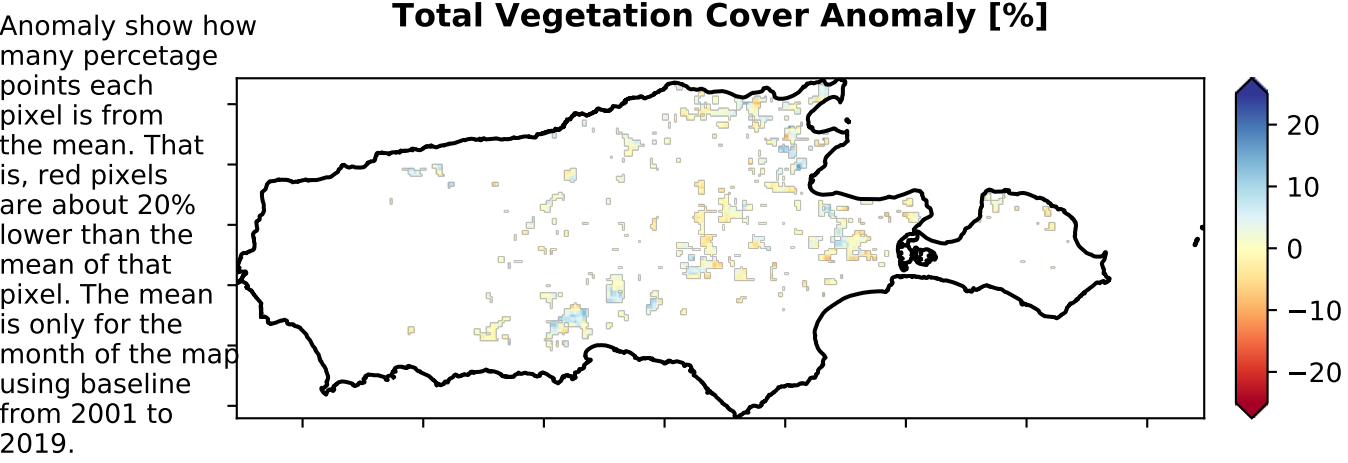 Total Vegetation Cover Anomaly [%]
Anomaly show how
many percetage
points each
pixel is from
the mean. That
is, red pixels
are about 20%
lower than the
mean of that
pixel. The mean
is only for the
month of the map
using baseline
from 2001 to
2019.
20
10
0
−10
−20